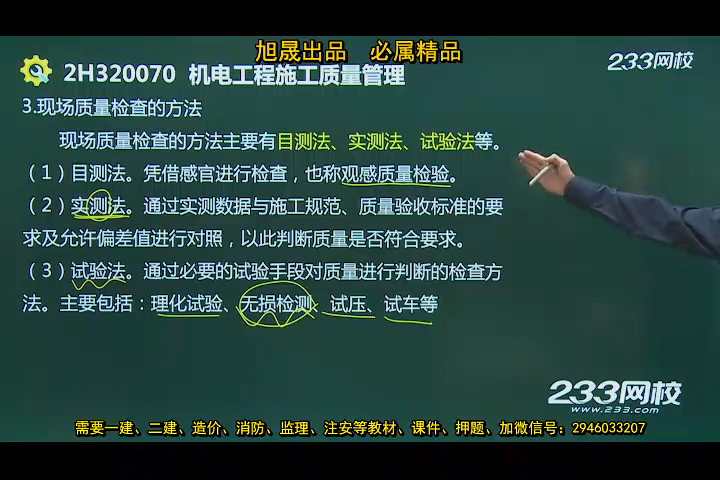 旭晟出品 必属精品
2H320070 机电工程施工质量管理
233网校
3.现场质量检查的方法
现场质量检查的方法主要有目测法、实测法、试验法等。
（1）目测法。凭借感官进行检查，也称观感质量检验。
（2）实测法。通过实测数据与施工规范、质量验收标准的要
求及允许偏差值进行对照，以此判断质量是否符合要求。
（3）试验法。通过必要的试验手段对质量进行判断的检查方
法。主要包括：理化试验、无损检测、试压、试车等
233网校
www.233.com
需要一建、二建、造价、消防、监理、注安等教材、课件、押题、加微信号：2946033207